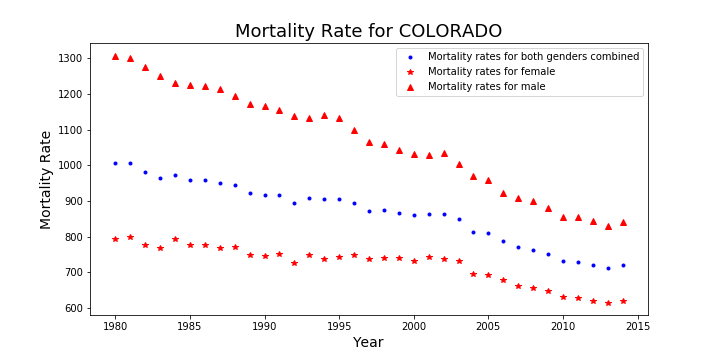 Mortality Rate for COLORADO
Mortality rates for both genders combined
Mortality rates for female
Mortality rates for male
Mortality Rate
1300
1200
1100
1000
900
800
700
600
1980
1985
1990
1995
2000
2005
2010
2015
Year